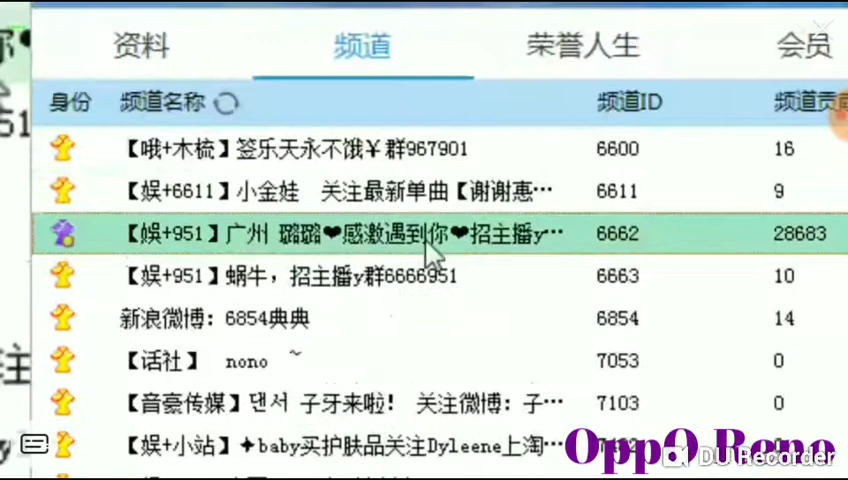 资料 频道 荣誉人生 会员
身份 频道名称 频道ID 频道贡献
【哦+木梳】签乐天永不饿¥群967901 6600 16
【娱+6611】小金娃 关注最新单曲【谢谢惠… 6611 9
【娱+951】广州 璐璐❤感激遇到你❤招主播y… 6662 28683
【娱+951】蜗牛，招主播y群6666951 6663 10
新浪微博：6854典典 6854 14
【话社】 nono ~ 7053 0
【音豪传媒】댄서 子牙来啦！ 关注微博：子… 7103 0
【娱+小站】✦baby买护肤品关注Dyleene上淘…
OppO Reno
DU Recorder